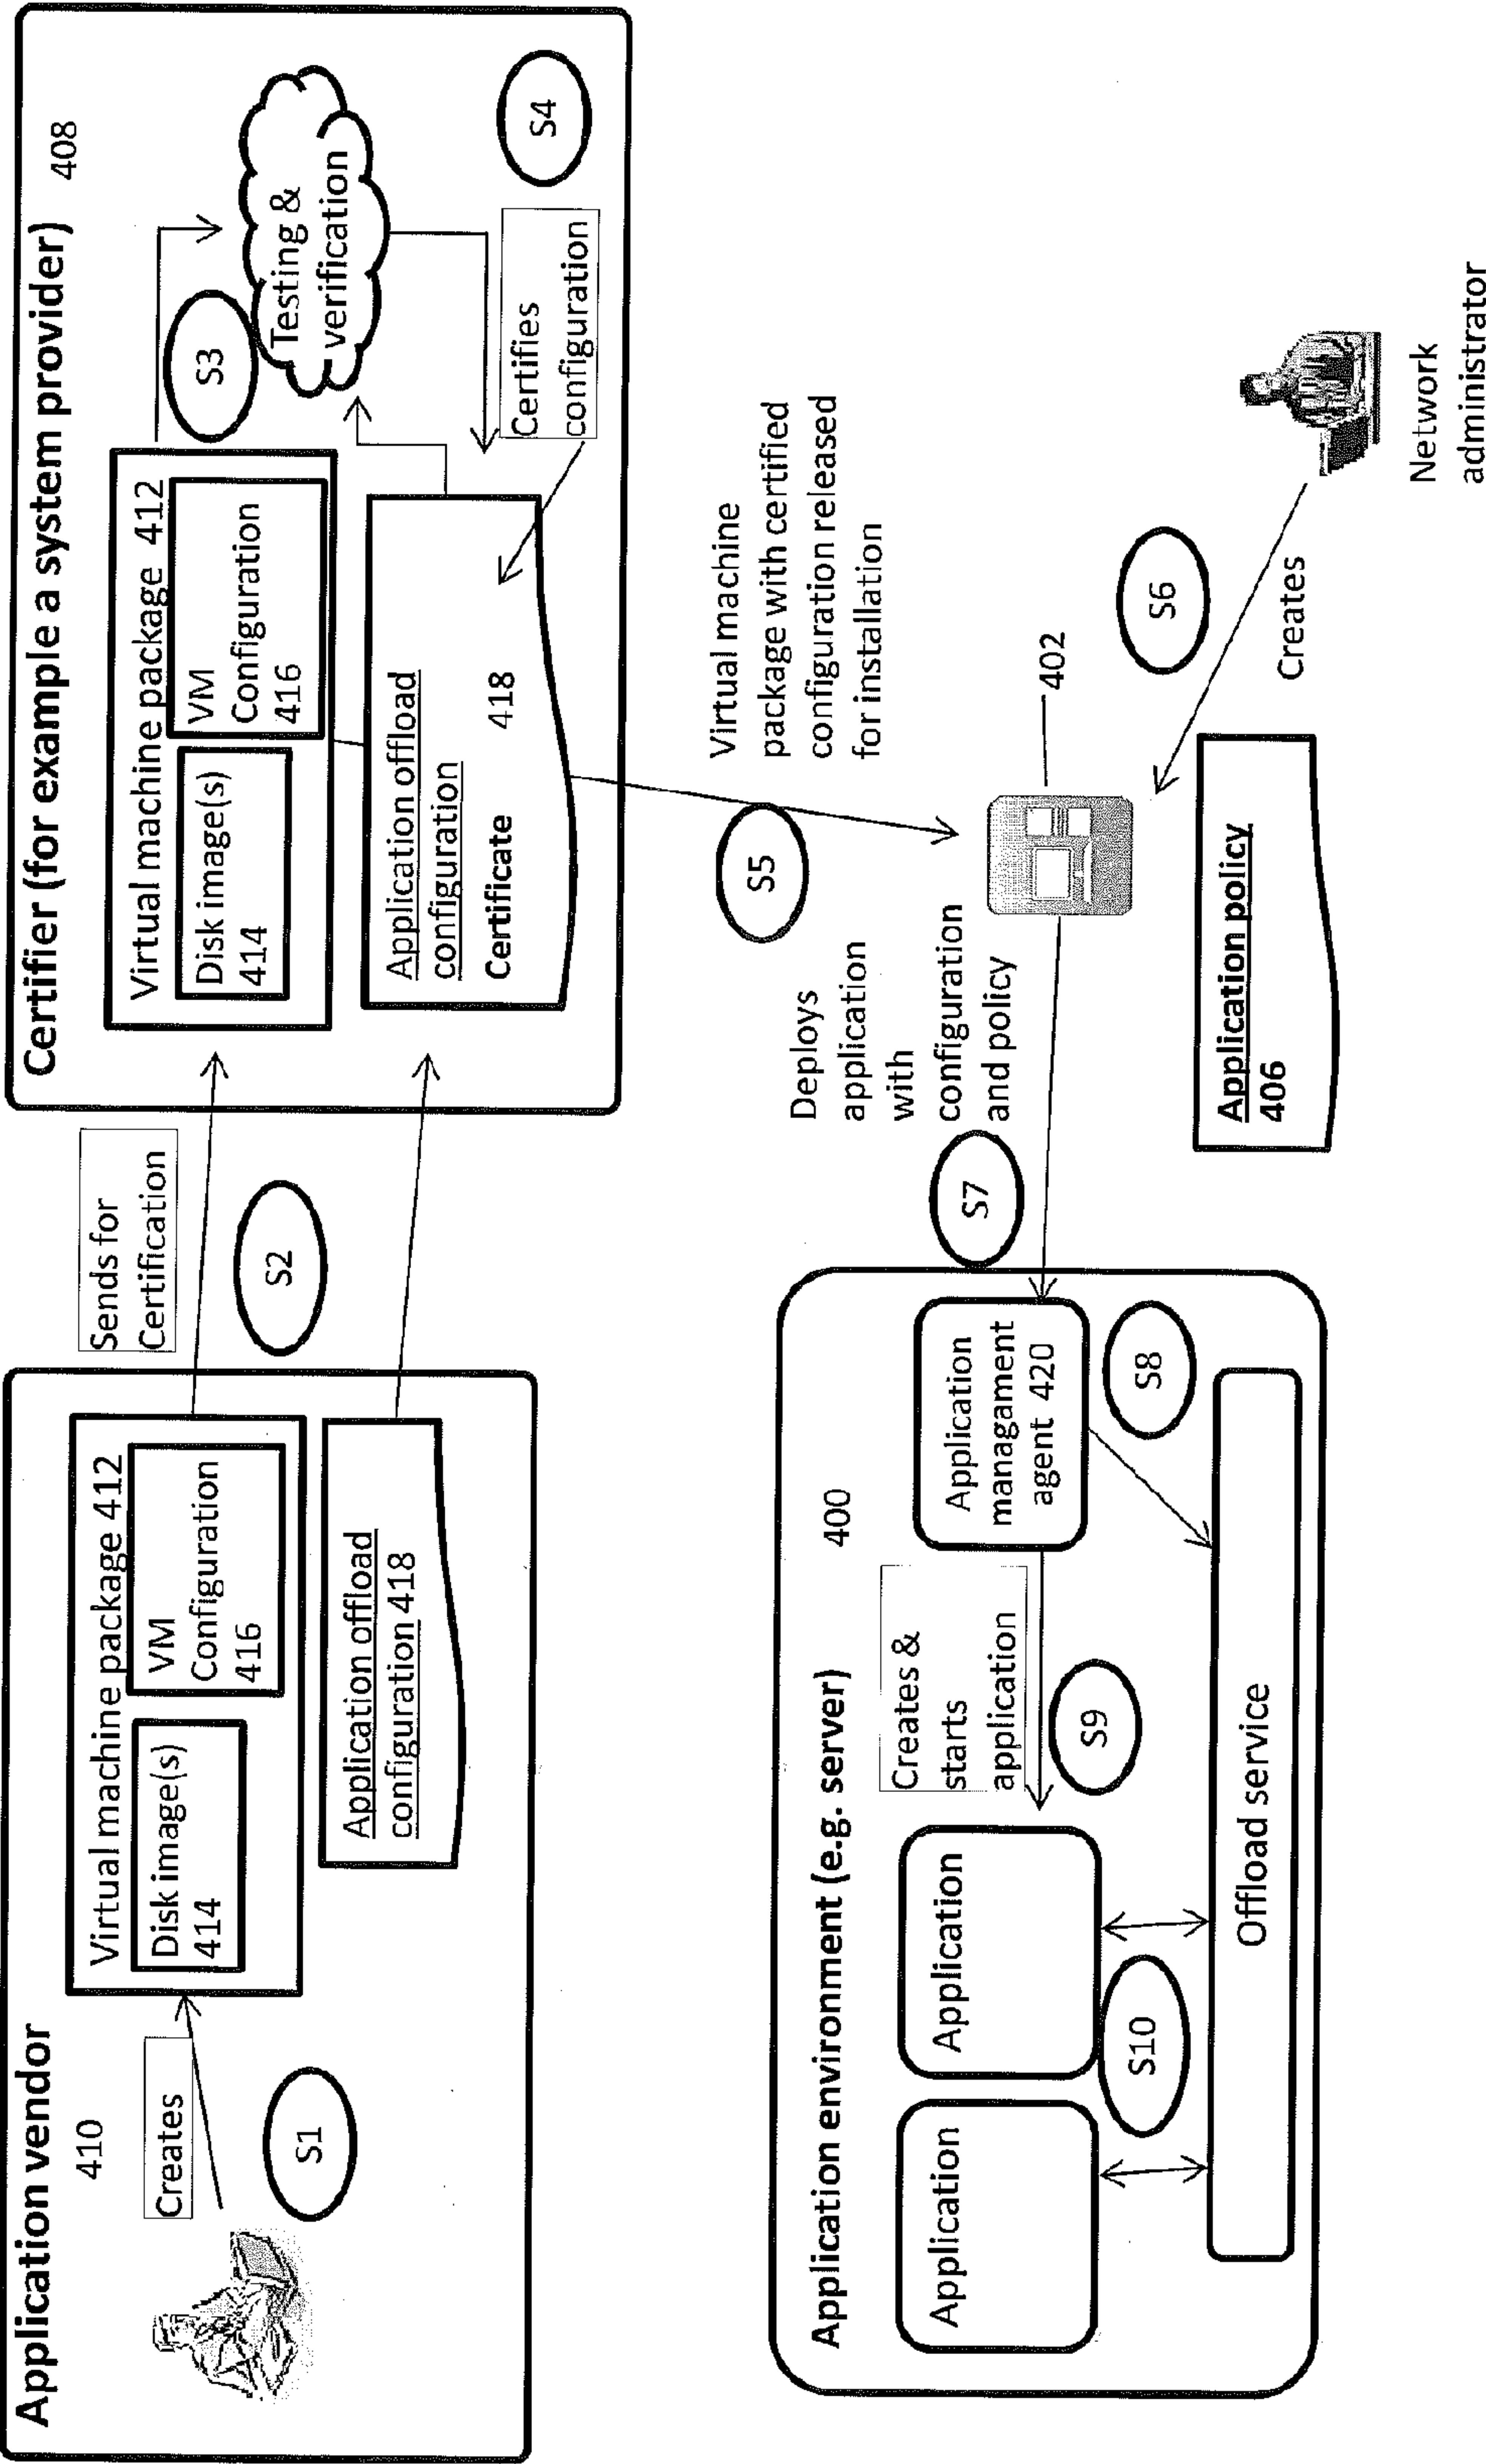 Application vendor
410
Creates
S1
Virtual machine package 412
Disk image(s)
414
VM
Configuration
416
Application offload
configuration 418
Sends for
Certification
S2
Certifier (for example a system provider)
408
Virtual machine package 412
Disk image(s)
414
VM
Configuration
416
S3
Testing &
verification
Application offload
configuration
Certificate
418
Certifies
configuration
S4
Application environment (e.g. server)
400
Application
Application
S10
Creates &
starts
application
S9
Application
managament
agent 420
S8
Offload service
S7
Deploys
application
with
configuration
and policy
S5
Virtual machine
package with certified
configuration released
for installation
402
S6
Creates
Application policy
406
Network
administrator